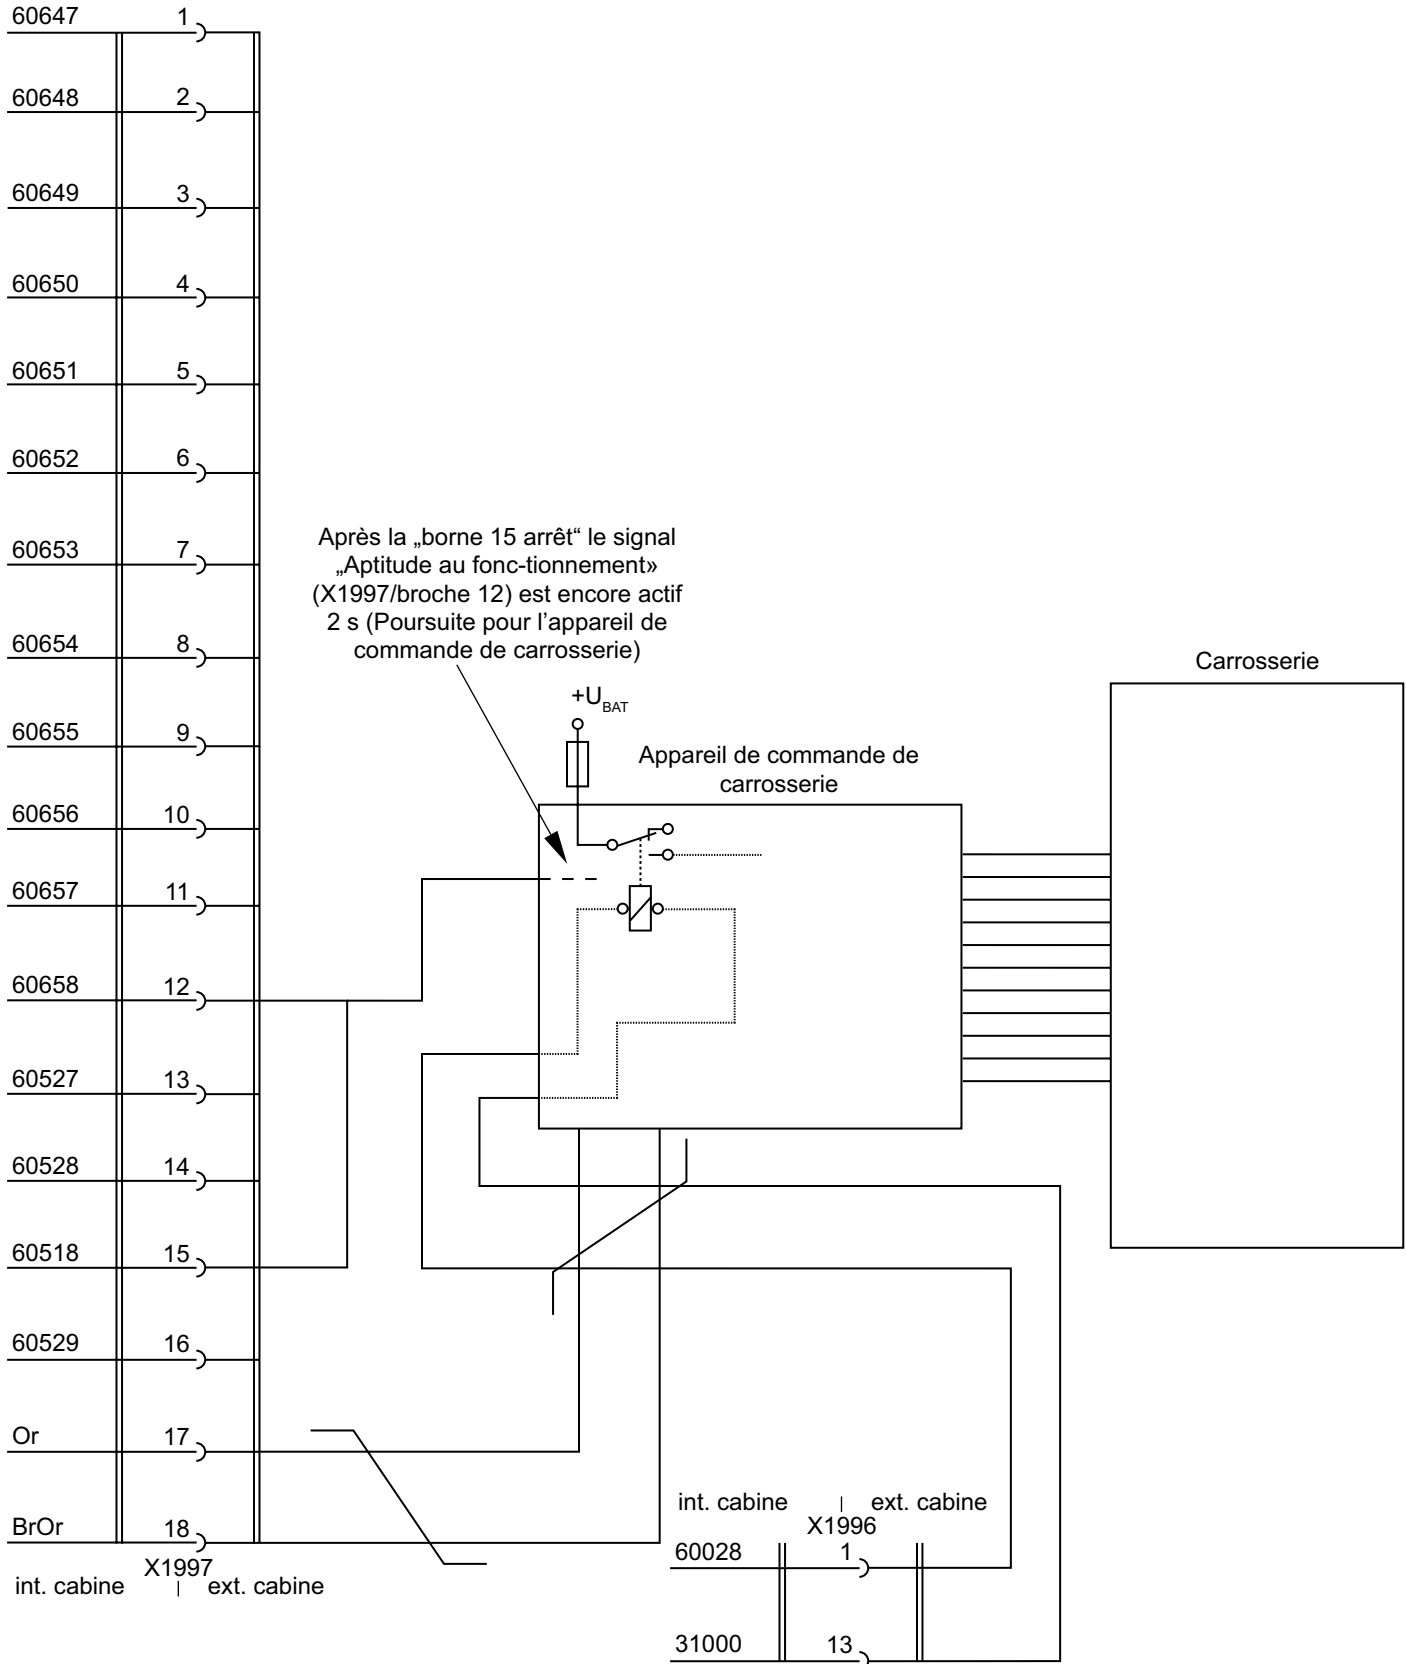 60647 1
60648 2
60649 3
60650 4
60651 5
60652 6
60653 7
60654 8
60655 9
60656 10
60657 11
60658 12
60527 13
60528 14
60518 15
60529 16
Or 17
BrOr 18
X1997
int. cabine ext. cabine
Après la „borne 15 arrêt“ le signal
„Aptitude au fonc-tionnement»
(X1997/broche 12) est encore actif
2 s (Poursuite pour l'appareil de
commande de carrosserie)
+UBAT
Appareil de commande de
carrosserie
Carrosserie
int. cabine ext. cabine
X1996
60028 1
31000 13